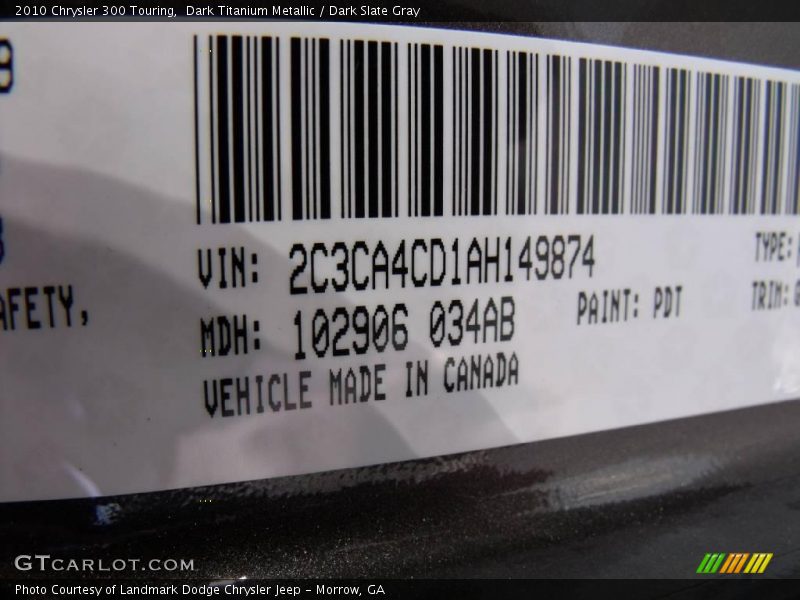 2010 Chrysler 300 Touring,  Dark Titanium Metallic / Dark Slate Gray
9
AFETY,
VIN: 2C3CA4CD1AH149874
TYPE:
MDH: 102906 034AB
PAINT: PDT
TRIM:
VEHICLE MADE IN CANADA
GTCARLOT.COM
Photo Courtesy of Landmark Dodge Chrysler Jeep – Morrow, GA